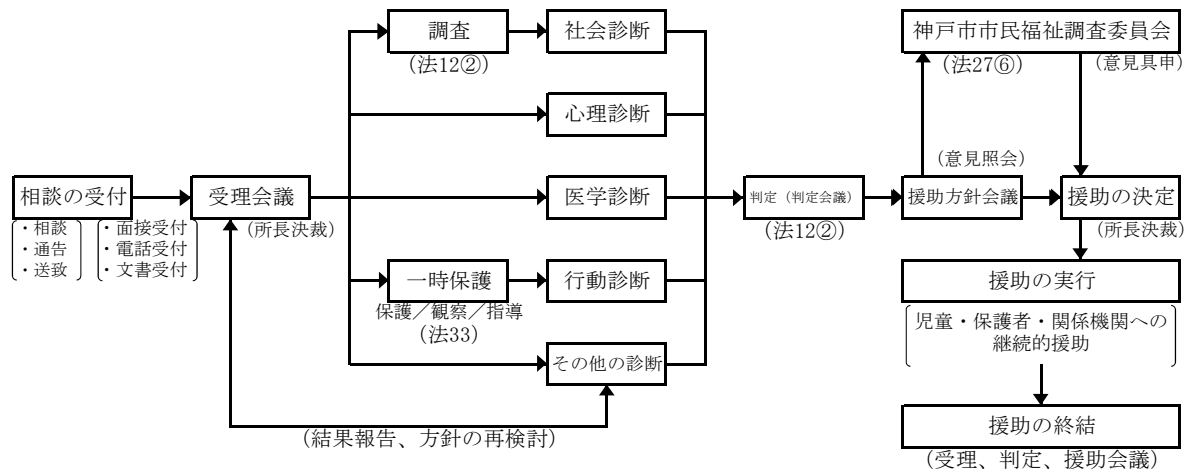 相談の受付
・相談
・通告
・送致
・面接受付
・電話受付
・文書受付
受理会議
(所長決裁)
調査
(法12②)
社会診断
心理診断
医学診断
一時保護
保護／観察／指導
(法33)
行動診断
その他の診断
(結果報告、方針の再検討)
判定（判定会議）
(法12②)
援助方針会議
(意見照会)
神戸市市民福祉調査委員会
(法27⑥)
(意見具申)
援助の決定
(所長決裁)
援助の実行
児童・保護者・関係機関への
継続的援助
援助の終結
(受理、判定、援助会議)